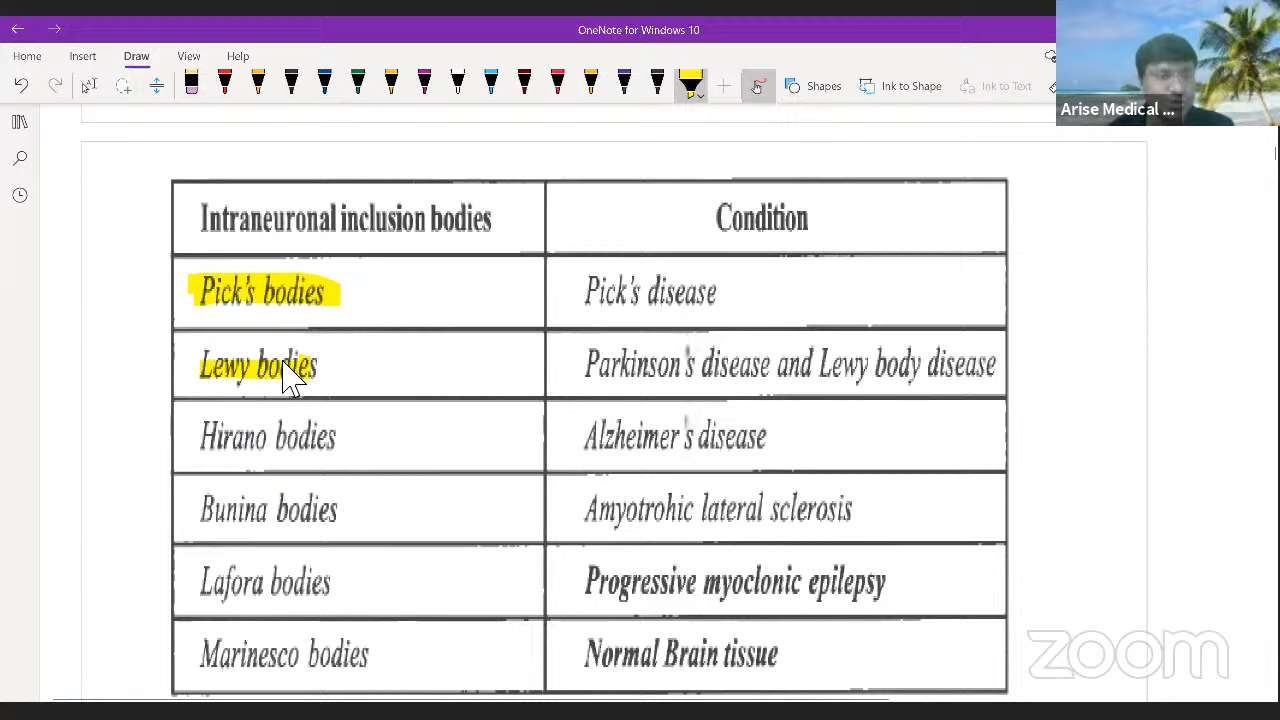 OneNote for Windows 10
Home Insert Draw View Help
Shapes Ink to Shape Ink to Text
Arise Medical ...
Intraneuronal inclusion bodies Condition
Pick's bodies Pick's disease
Lewy bodies Parkinson's disease and Lewy body disease
Hirano bodies Alzheimer's disease
Bunina bodies Amyotrohic lateral sclerosis
Lafora bodies Progressive myoclonic epilepsy
Marinesco bodies Normal Brain tissue
zoom